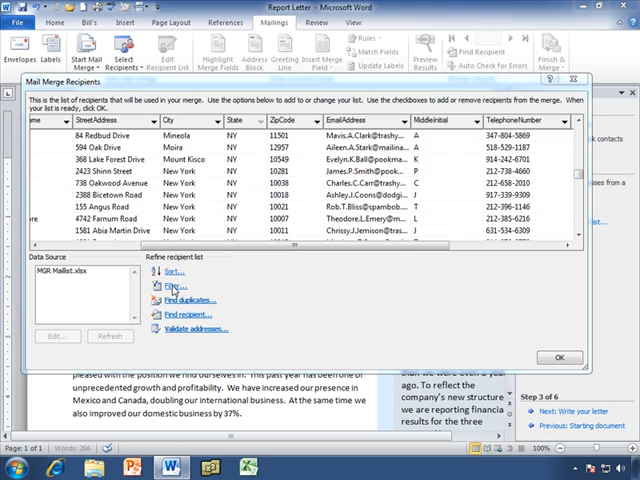 Report Letter - Microsoft Word
File
Home
Bill's
Insert
Page Layout
References
Mailings
Review
View
Envelopes
Labels
Start Mail
Merge
Select
Recipients
Edit
Recipient List
Highlight
Merge Fields
Address
Block
Greeting
Line
Insert Merge
Field
Rules
Match Fields
Update Labels
Find Recipient
Auto Check for Errors
Finish &
Merge
Mail Merge Recipients
This is the list of recipients that will be used in your merge. Use the options below to add to or change your list. Use the checkboxes to add or remove recipients from the merge. When
your list is ready, click OK.
ame StreetAddress City State ZipCode EmailAddress MiddleInitial TelephoneNumber
84 Redbud Drive Mineola NY 11501 Mavis.A.Clark@trashy... A 347-804-5869
594 Oak Drive Moira NY 12957 Aileen.A.Stark@mailina... A 518-529-1187
368 Lake Forest Drive Mount Kisco NY 10549 Evelyn.K.Ball@pookma... K 914-242-6701
2423 Shinn Street New York NY 10281 James.P.Smith@pookm... P 212-738-4660
738 Oakwood Avenue New York NY 10038 Charles.C.Carr@trashy... C 212-658-2010
2388 Bicetown Road New York NY 10018 Ashley.J.Coons@dodgi... J 917-536-3235
155 Angus Road New York NY 10021 Rob.T.Bliss@spambob.... T 212-396-1146
ore 4742 Farnum Road New York NY 10007 Theodore.L.Emery@m... L 212-385-6216
1581 Abia Martin Drive New York NY 10011 Chrissy.J.Jemison@tras... J 631-534-6309
Data Source
MGR Maillist.xlsx
Edit...
Refresh
Refine recipient list
Sort...
Filter...
Find duplicates...
Find recipient...
Validate addresses...
OK
k contacts
esses from a
ist...
pleased with the position we find ourselves in. This past year has been one of
unprecedented growth and profitability. We have increased our presence in
Mexico and Canada, doubling our international business. At the same time we
also improved our domestic business by 37%.
ago. To reflect the
company's new structure
we are reporting financia
results for the three
Step 3 of 6
Next: Write your letter
Previous: Starting document
Page: 1 of 1
Words: 266
100%
4:40 PM